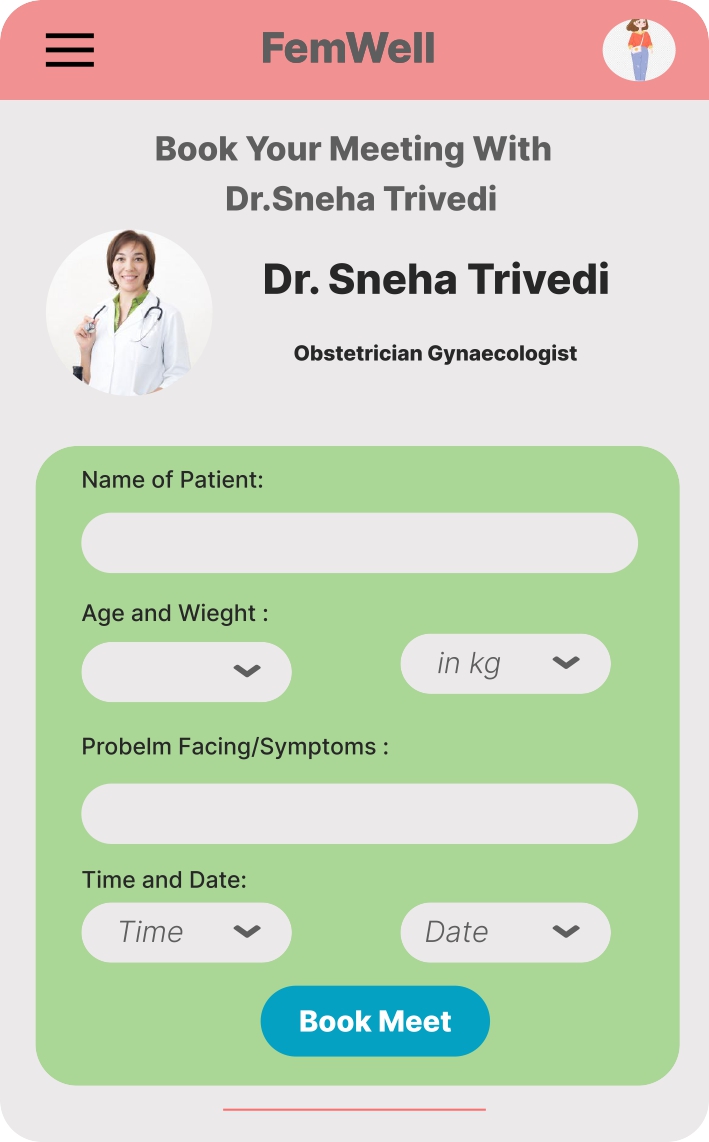 FemWell
Book Your Meeting With
Dr.Sneha Trivedi
Dr. Sneha Trivedi
Obstetrician Gynaecologist
Name of Patient:
Age and Wieght :
in kg
Probelm Facing/Symptoms :
Time and Date:
Time Date
Book Meet